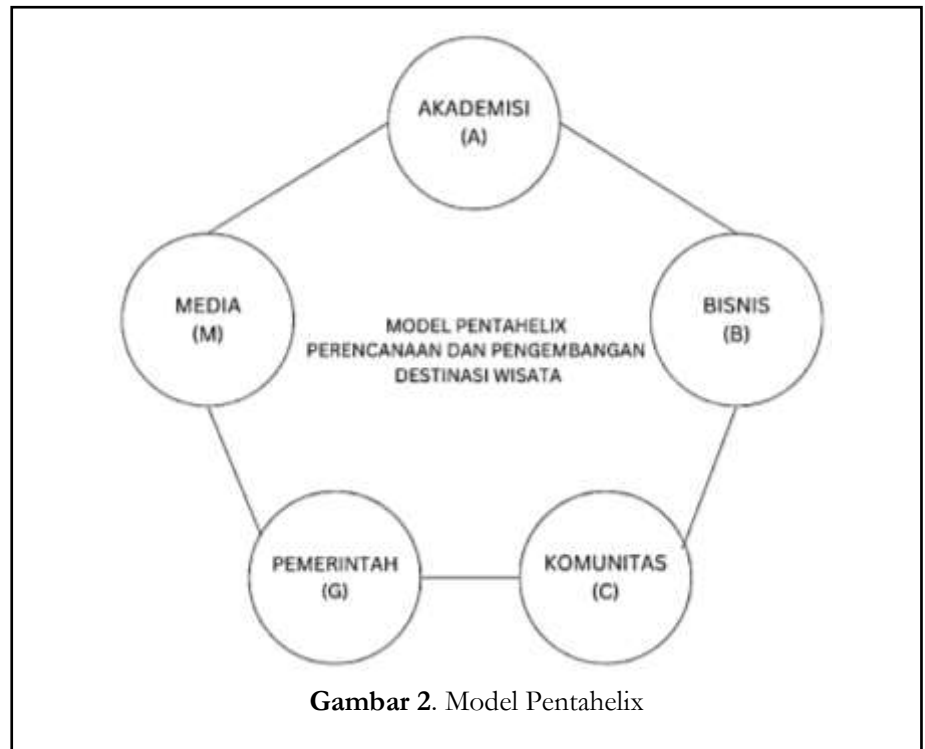 AKADEMISI
(A)
MEDIA
(M)
MODEL PENTAHELIX
PERENCANAAN DAN PENGEMBANGAN
DESTINASI WISATA
BISNIS
(B)
PEMERINTAH
(G)
KOMUNITAS
(C)
Gambar 2. Model Pentahelix